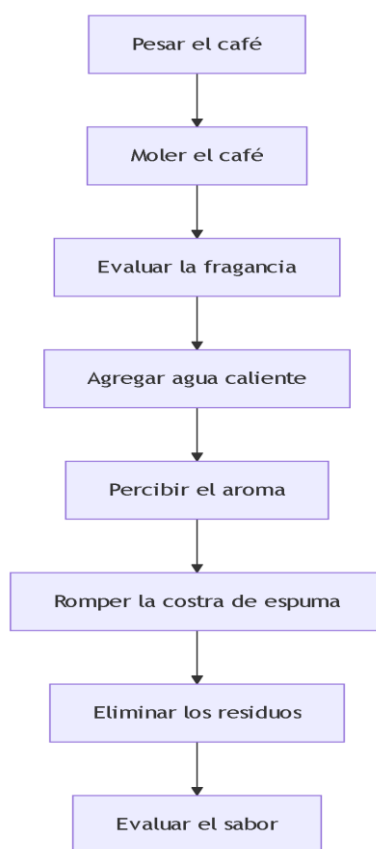 Pesar el café
Moler el café
Evaluar la fragancia
Agregar agua caliente
Percibir el aroma
Romper la costra de espuma
Eliminar los residuos
Evaluar el sabor